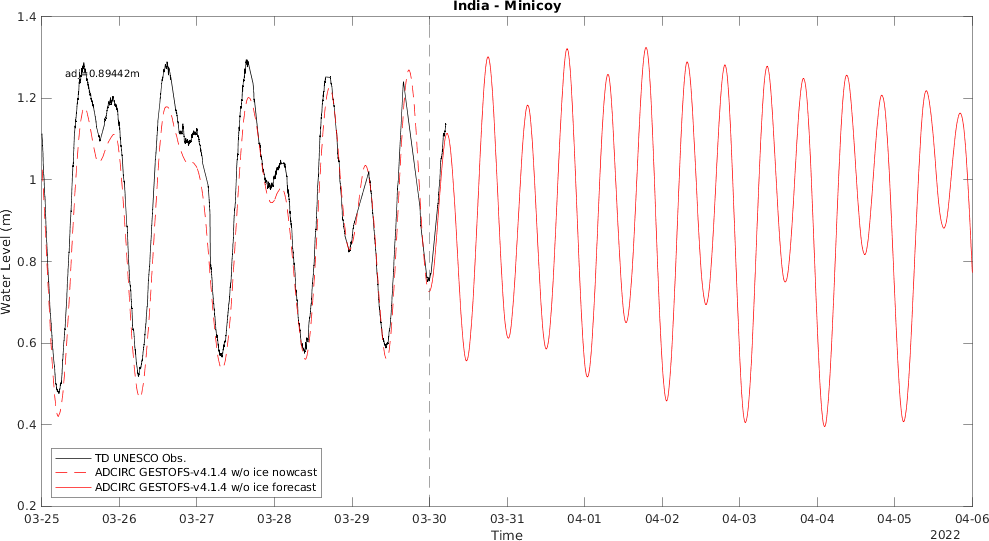 India - Minicoy
1.4
1.2
1
0.8
0.6
0.4
0.2
Water Level (m)
adj=0.89442m
TD UNESCO Obs.
ADCIRC GESTOFS-v4.1.4 w/o ice nowcast
ADCIRC GESTOFS-v4.1.4 w/o ice forecast
03-25 03-26 03-27 03-28 03-29 03-30 03-31 04-01 04-02 04-03 04-04 04-05 04-06
Time
2022